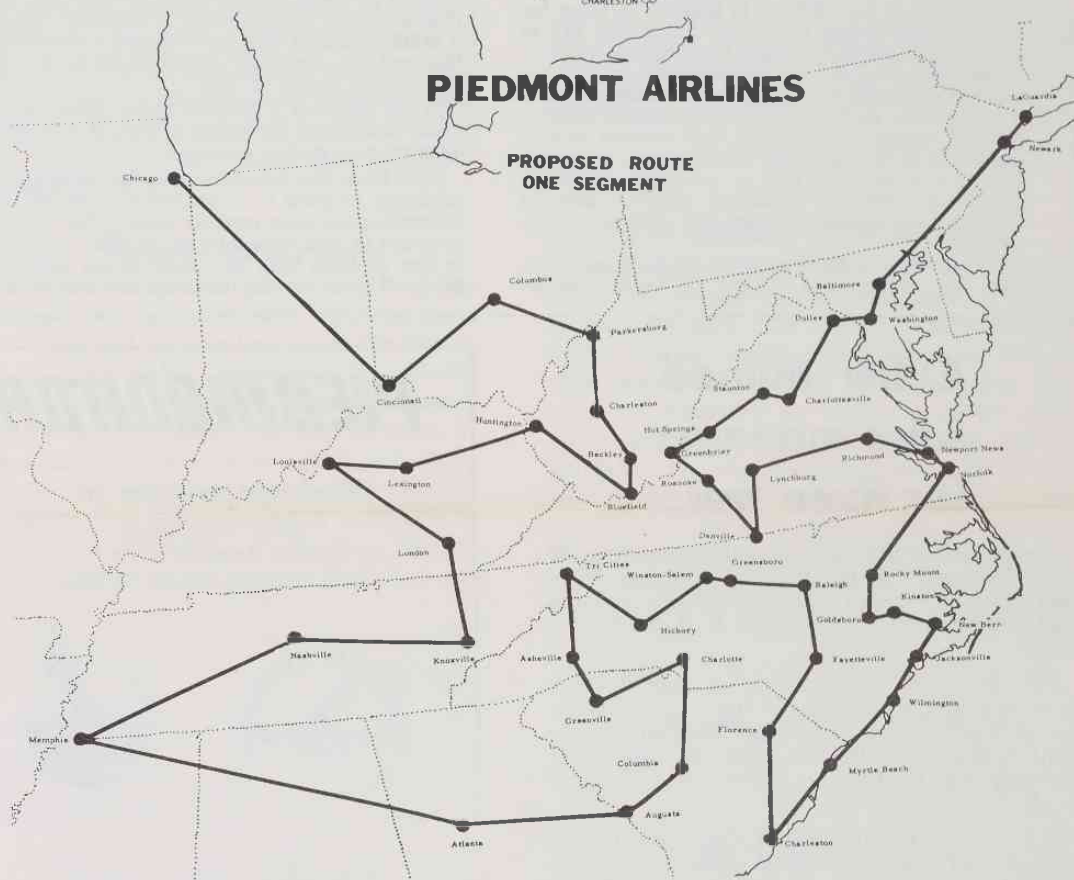 CHARLESTON
PIEDMONT AIRLINES
PROPOSED ROUTE
ONE SEGMENT
LaGuardia
Newark
Chicago
Baltimore
Columbus
Dulles
Washington
Parkersburg
Cincinnati
Staunton
Charlottesville
Charleston
Huntington
Hot Springs
Richmond
Newport News
Greenbrier
Beckley
Louisville
Lexington
Lynchburg
Norfolk
Roanoke
Bluefield
Danville
London
Greensboro
Tri Cities
Winston-Salem
Rocky Mount
Raleigh
Kinston
Goldsboro
Hickory
New Bern
Nashville
Knoxville
Asheville
Charlotte
Fayetteville
Jacksonville
Greenville
Wilmington
Florence
Memphis
Columbia
Myrtle Beach
Augusta
Atlanta
Charleston